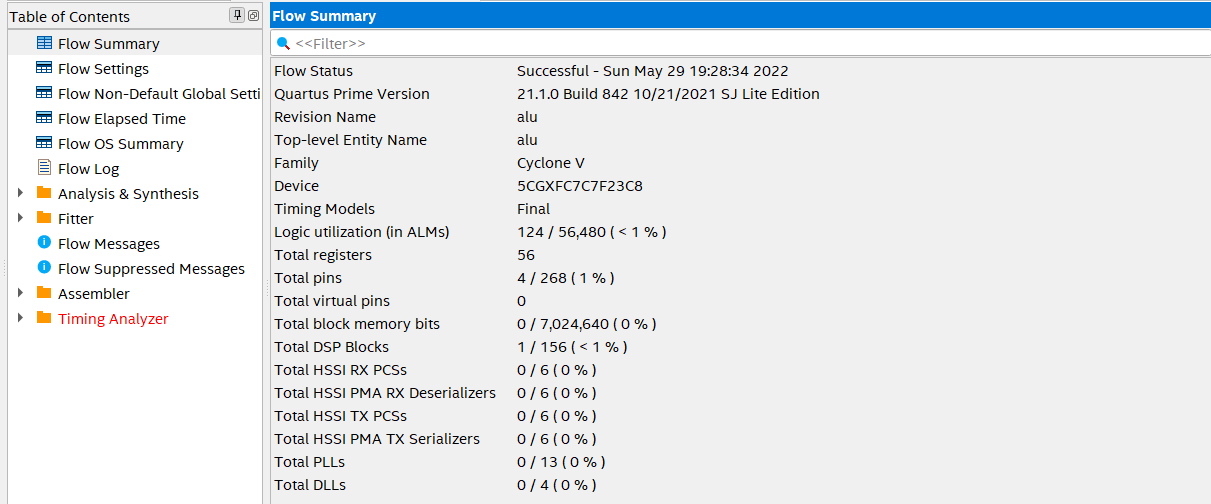 Table of Contents
Flow Summary
Flow Settings
Flow Non-Default Global Setti
Flow Elapsed Time
Flow OS Summary
Flow Log
Analysis & Synthesis
Fitter
Flow Messages
Flow Suppressed Messages
Assembler
Timing Analyzer
Flow Summary
<<Filter>>
Flow Status Successful - Sun May 29 19:28:34 2022
Quartus Prime Version 21.1.0 Build 842 10/21/2021 SJ Lite Edition
Revision Name alu
Top-level Entity Name alu
Family Cyclone V
Device 5CGXFC7C7F23C8
Timing Models Final
Logic utilization (in ALMs) 124 / 56,480 ( < 1 % )
Total registers 56
Total pins 4 / 268 ( 1 % )
Total virtual pins 0
Total block memory bits 0 / 7,024,640 ( 0 % )
Total DSP Blocks 1 / 156 ( < 1 % )
Total HSSI RX PCSs 0 / 6 ( 0 % )
Total HSSI PMA RX Deserializers 0 / 6 ( 0 % )
Total HSSI TX PCSs 0 / 6 ( 0 % )
Total HSSI PMA TX Serializers 0 / 6 ( 0 % )
Total PLLs 0 / 13 ( 0 % )
Total DLLs 0 / 4 ( 0 % )